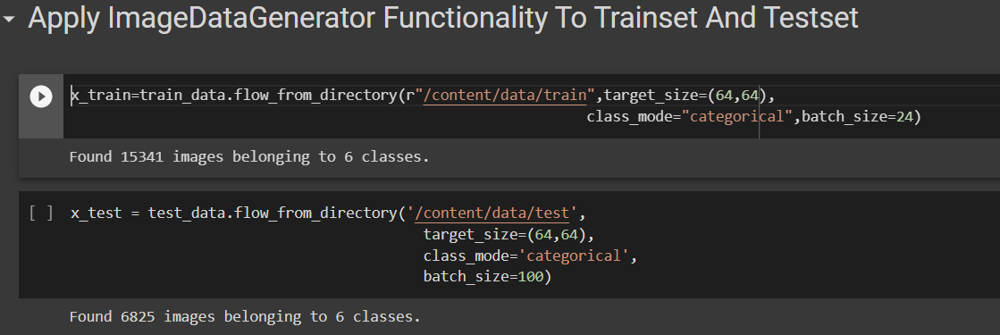 Apply ImageDataGenerator Functionality To Trainset And Testset
x_train=train_data.flow_from_directory(r"/content/data/train",target_size=(64,64),
class_mode="categorical",batch_size=24)
Found 15341 images belonging to 6 classes.
[ ] x_test = test_data.flow_from_directory('/content/data/test',
target_size=(64,64),
class_mode='categorical',
batch_size=100)
Found 6825 images belonging to 6 classes.